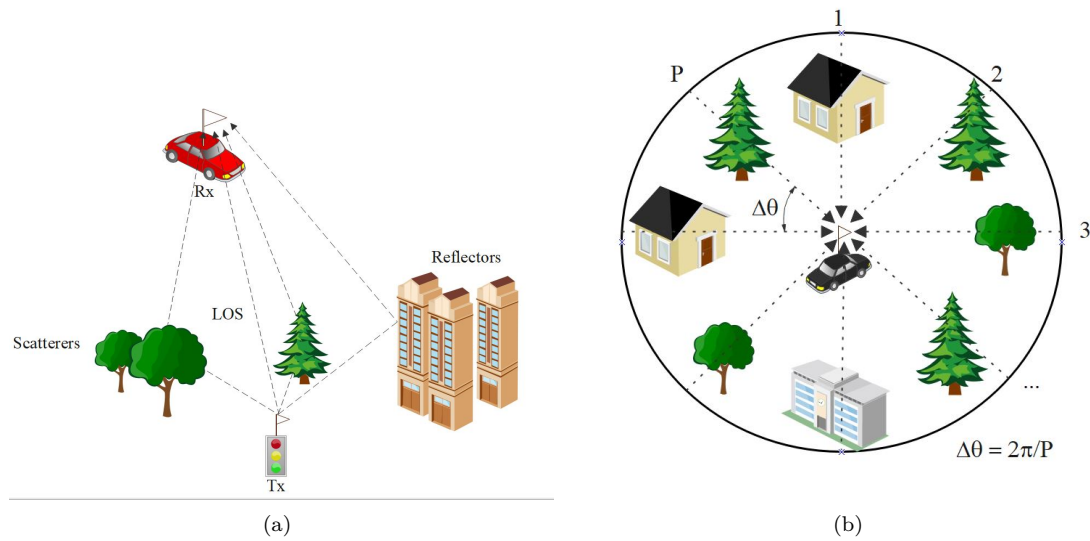 Rx
Reflectors
LOS
Scatterers
Tx
(a)
1
P
2
Δθ
3
...
Δθ = 2π/P
(b)